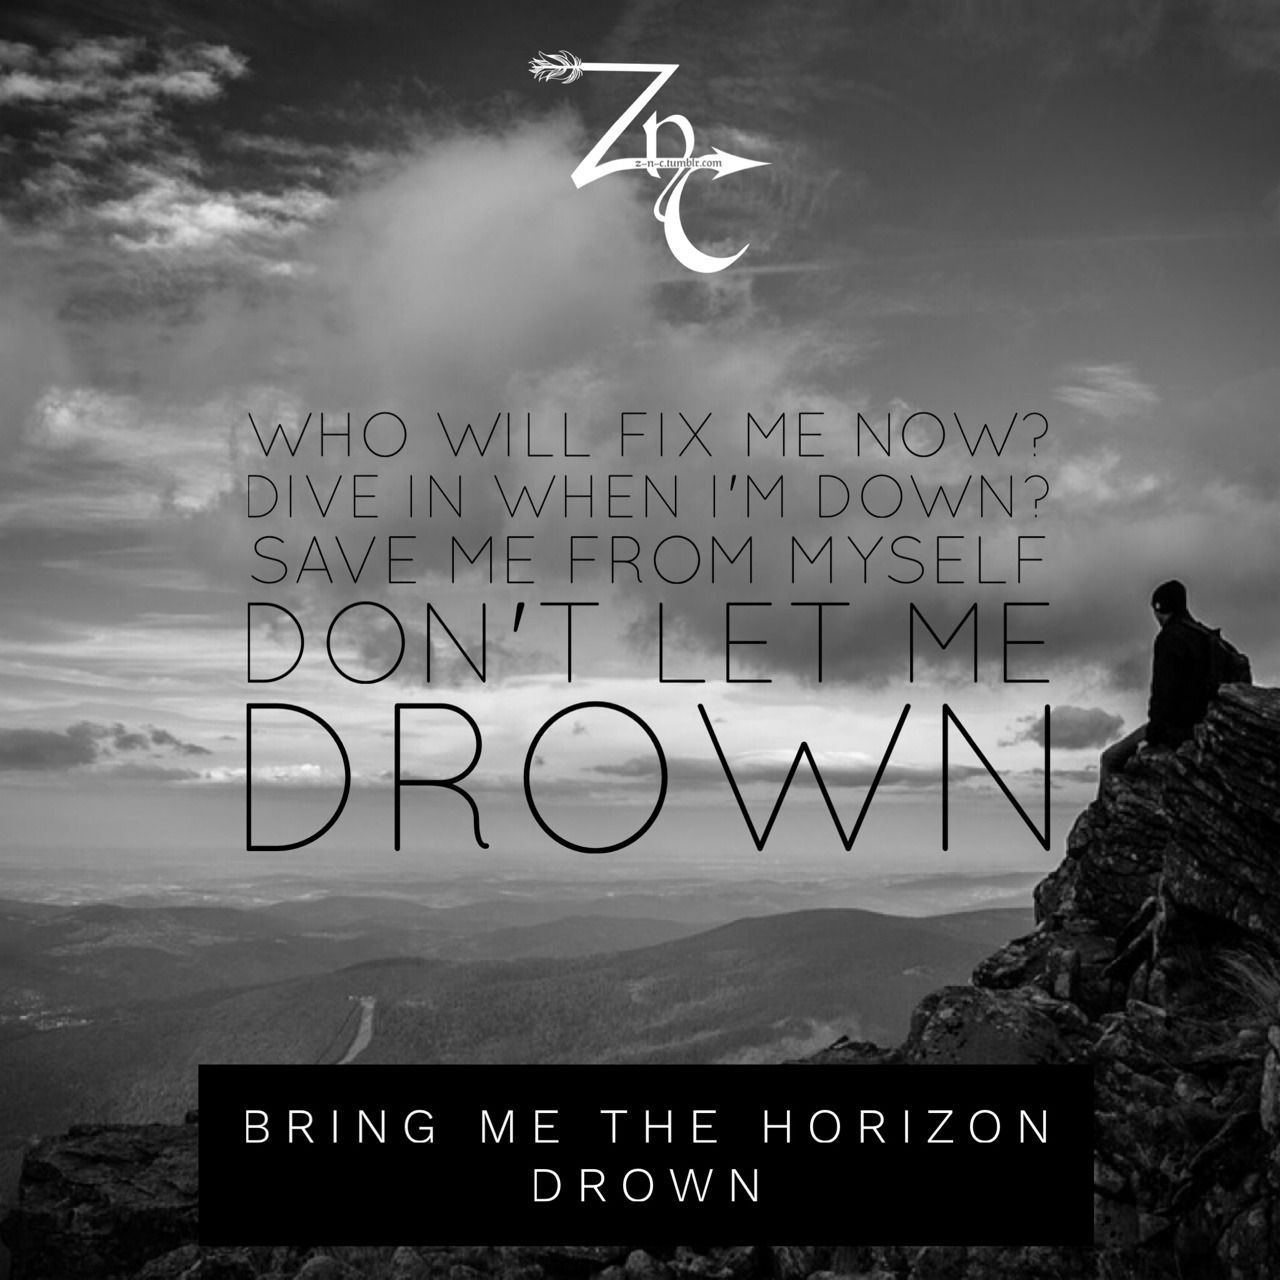 Znc
z-n-c.tumblr.com
WHO WILL FIX ME NOW?
DIVE IN WHEN I'M DOWN?
SAVE ME FROM MYSELF
DON'T LET ME
DROWN
BRING ME THE HORIZON
DROWN